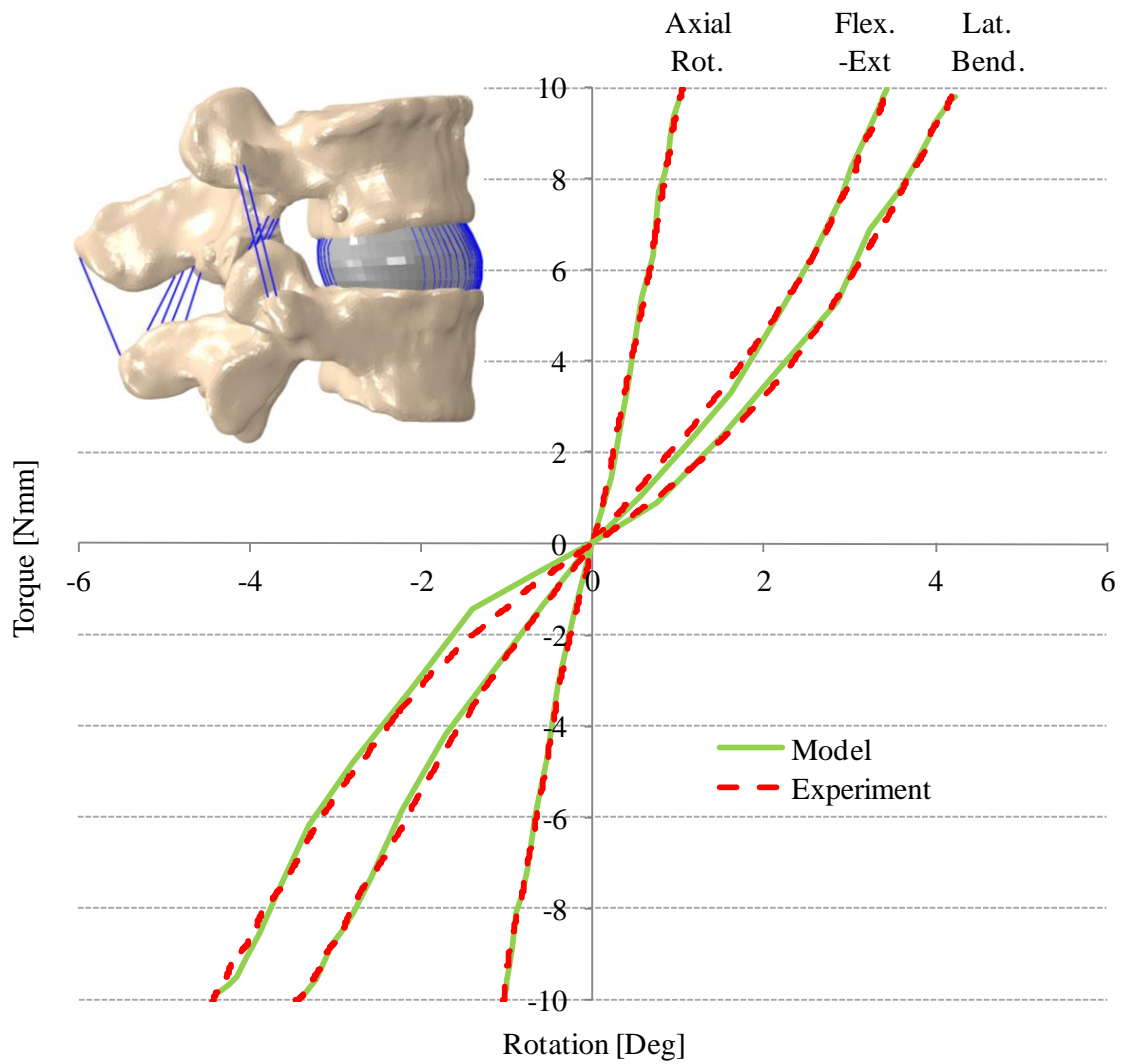 Axial Rot.
Flex. -Ext
Lat. Bend.
10
8
6
4
2
0
-6
-4
-2
0
2
4
6
-2
-4
-6
-8
-10
Torque [Nmm]
Model
Experiment
Rotation [Deg]